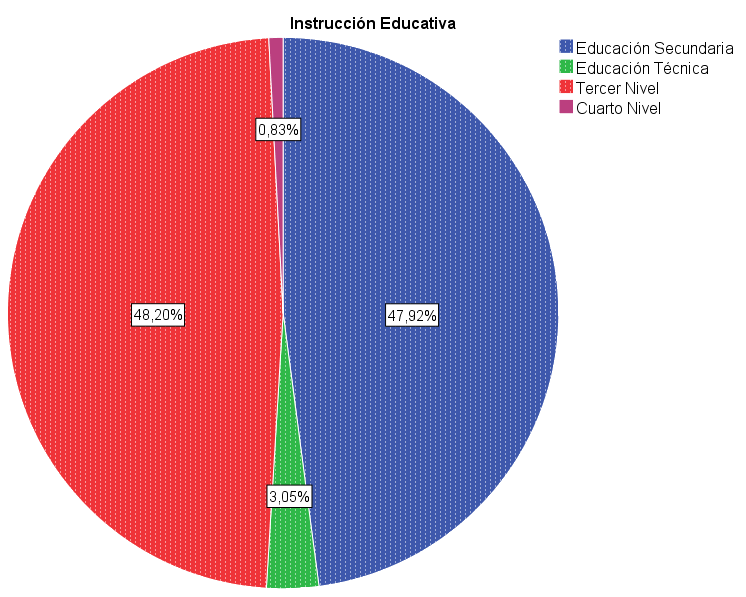 Instrucción Educativa
Educación Secundaria
Educación Técnica
Tercer Nivel
Cuarto Nivel
0,83%
48,20%
47,92%
3,05%